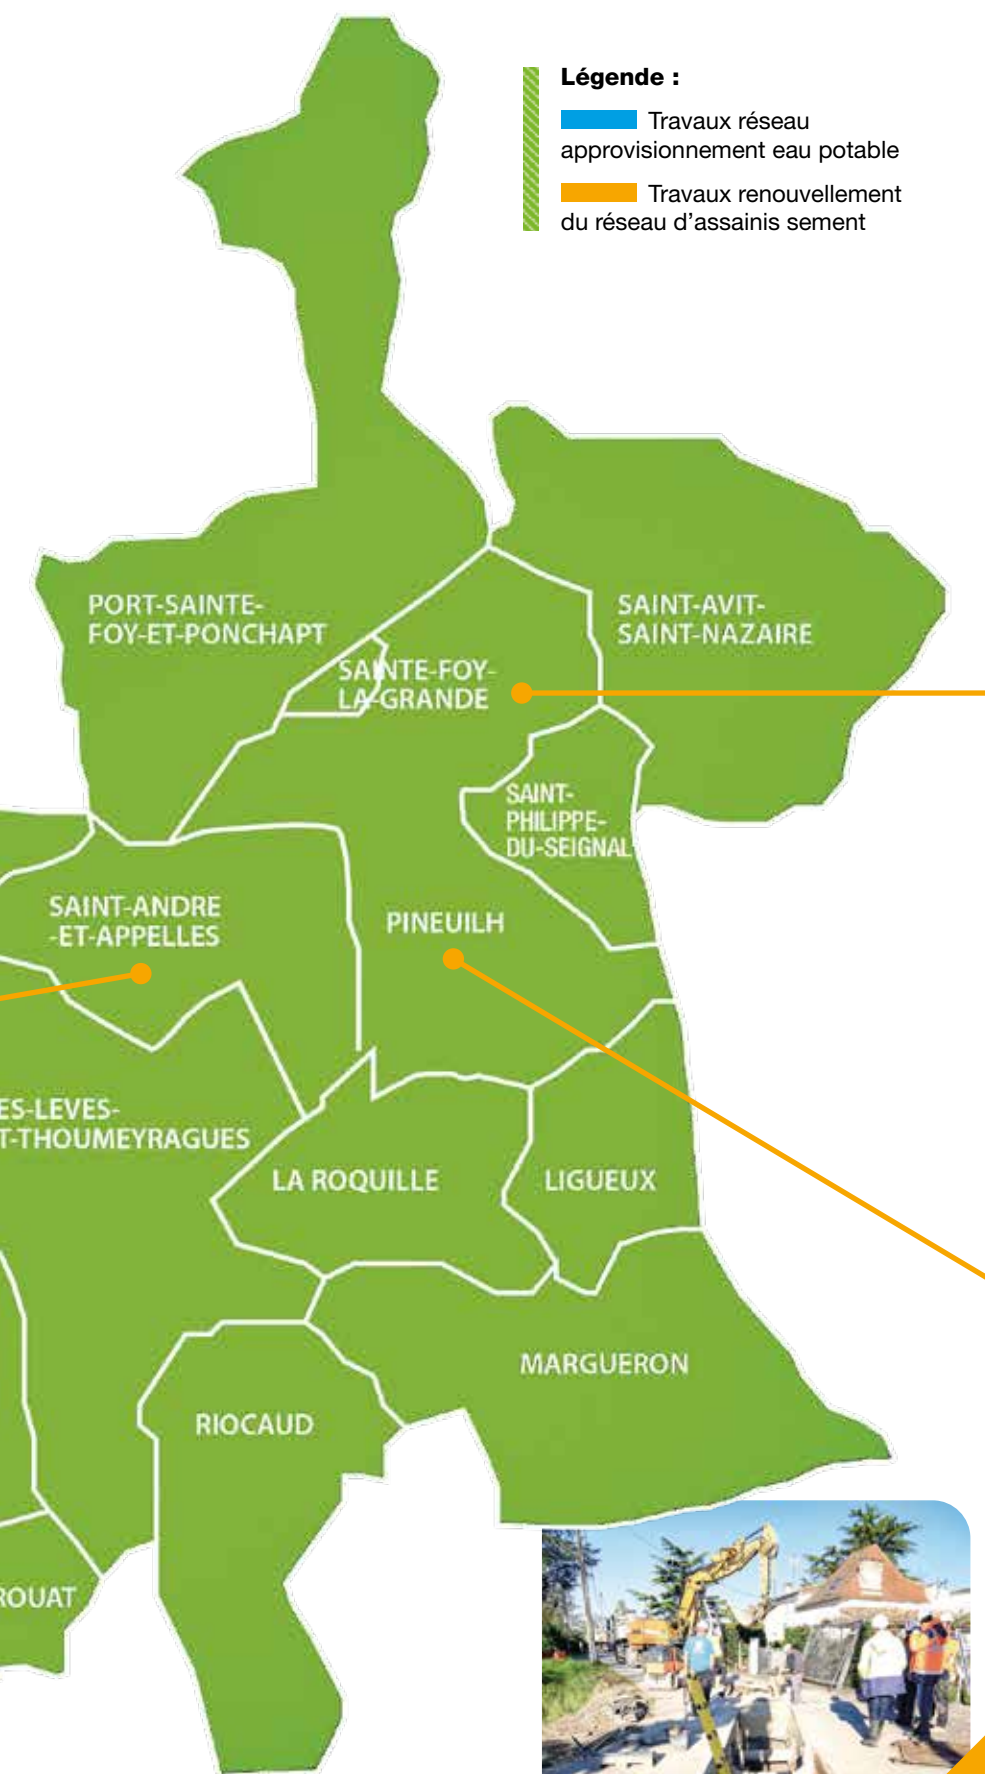 Légende :
Travaux réseau
approvisionnement eau potable
Travaux renouvellement
du réseau d'assainis sement
PORT-SAINTE-
FOY-ET-PONCHAPT
SAINT-AVIT-
SAINT-NAZAIRE
SAINTE-FOY-
LA-GRANDE
SAINT-
PHILIPPE-
DU-SEIGNAL
SAINT-ANDRE
-ET-APPELLES
PINEUILH
ES-LEVES-
T-THOUMEYRAGUES
LA ROQUILLE
LIGUEUX
MARGUERON
RIOCAUD
ROUAT